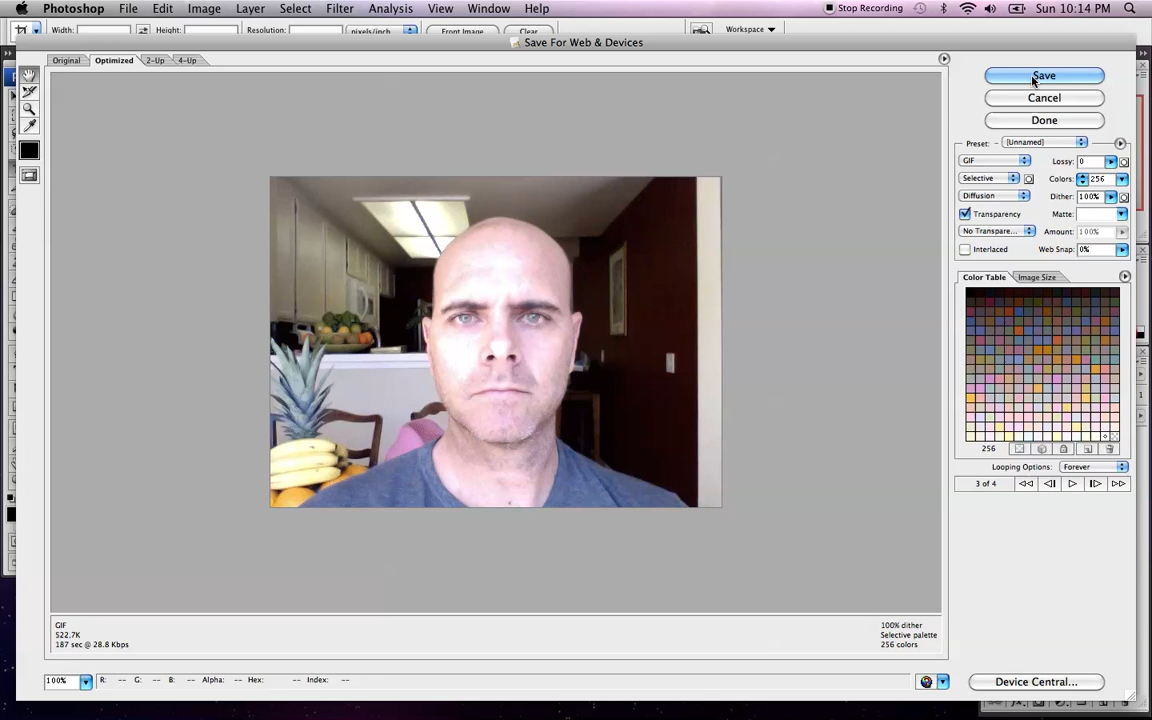 Photoshop File Edit Image Layer Select Filter Analysis View Window Help Stop Recording Sun 10:14 PM
Width: Height: Resolution: pixels/inch Front Image Clear Workspace
Save For Web & Devices
Original Optimized 2-Up 4-Up
Save
Cancel
Done
Preset: [Unnamed]
GIF Lossy: 0
Selective Colors: 256
Diffusion Dither: 100%
Transparency Matte:
No Transpare... Amount: 100%
Interlaced Web Snap: 0%
Color Table Image Size
256
Looping Options: Forever
3 of 4
GIF
522.7K
187 sec @ 28.8 Kbps
100% dither
Selective palette
256 colors
100% R: -- G: -- B: -- Alpha: -- Hex: -- Index: --
Device Central...